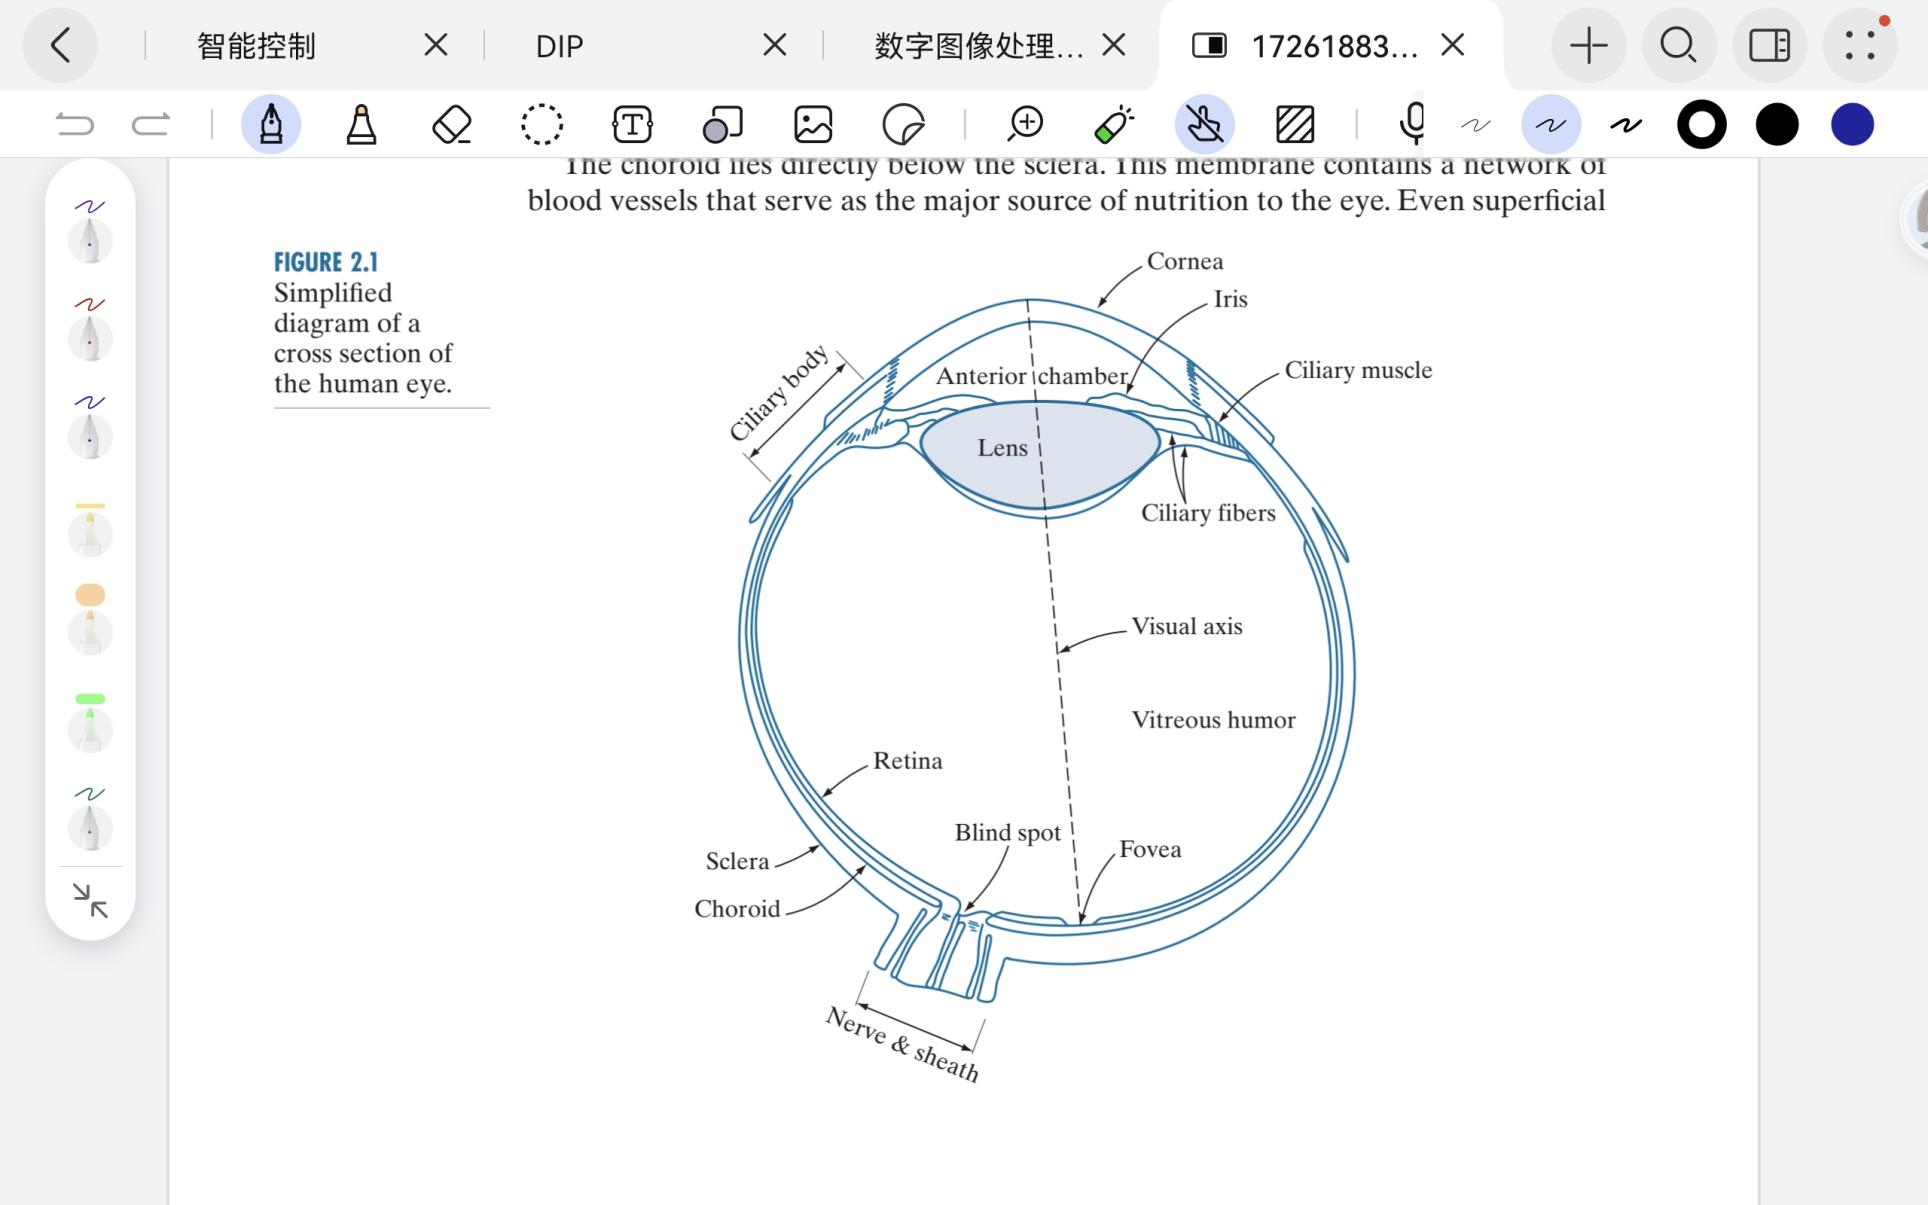 智能控制
DIP
数字图像处理...
17261883...
The choroid lies directly below the sclera. This membrane contains a network of
blood vessels that serve as the major source of nutrition to the eye. Even superficial
FIGURE 2.1
Simplified
diagram of a
cross section of
the human eye.
Cornea
Iris
Ciliary muscle
Ciliary body
Anterior chamber
Lens
Ciliary fibers
Visual axis
Vitreous humor
Retina
Blind spot
Fovea
Sclera
Choroid
Nerve & sheath